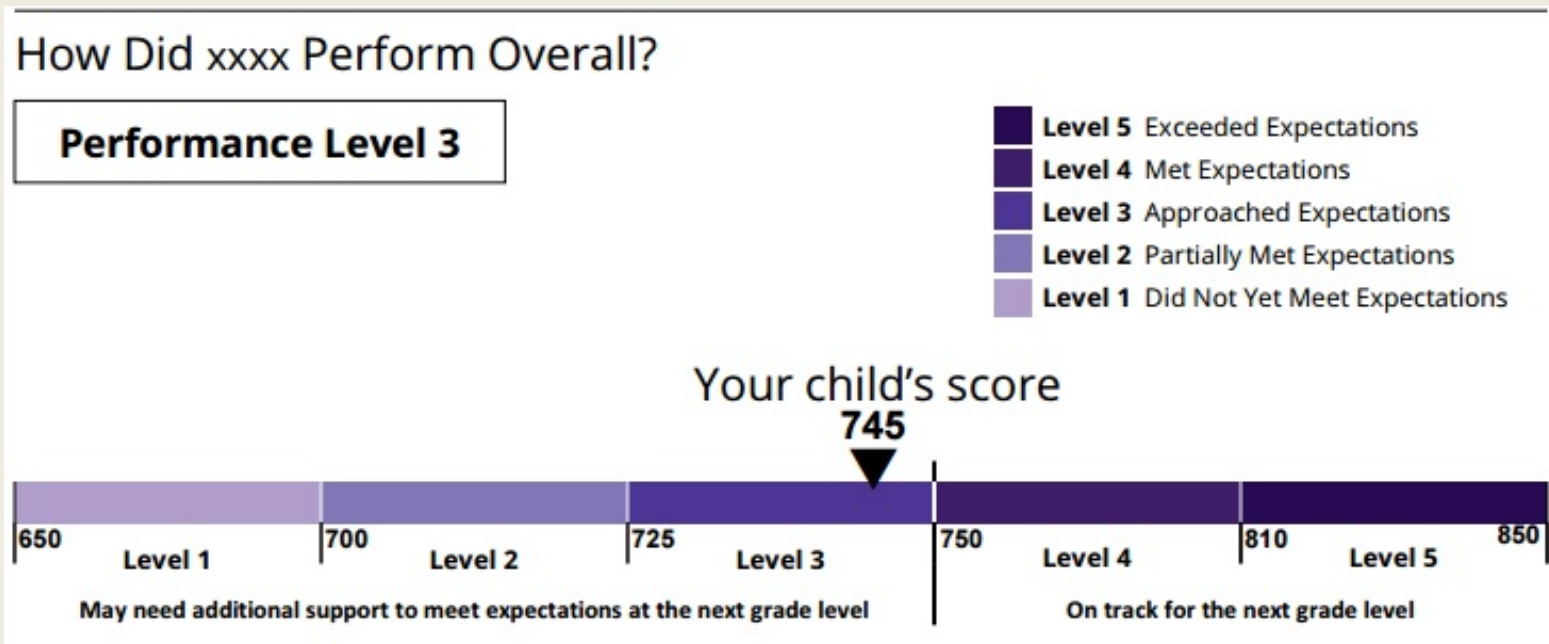 How Did xxxx Perform Overall?
Performance Level 3
Level 5 Exceeded Expectations
Level 4 Met Expectations
Level 3 Approached Expectations
Level 2 Partially Met Expectations
Level 1 Did Not Yet Meet Expectations
Your child's score
745
650 700 725 750 810 850
Level 1 Level 2 Level 3 Level 4 Level 5
May need additional support to meet expectations at the next grade level On track for the next grade level